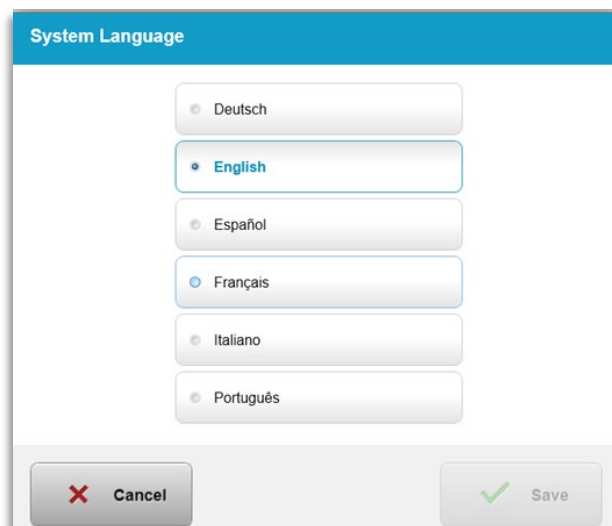 System Language
Deutsch
English
Español
Français
Italiano
Português
Cancel
Save